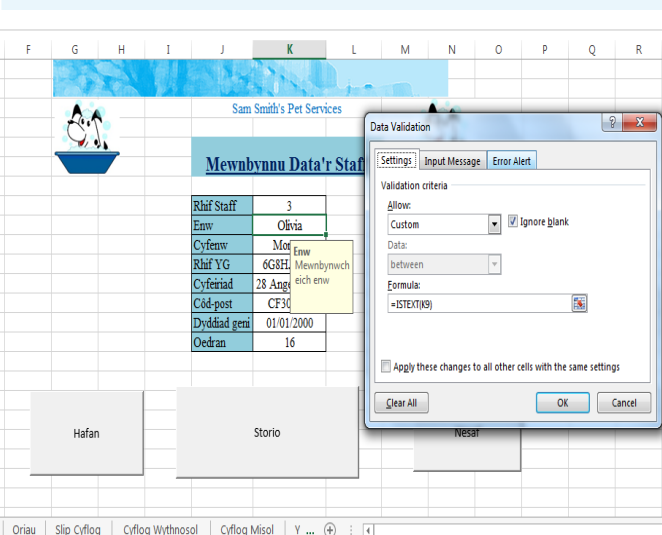 F G H I J K L M N O P Q R
Sam Smith's Pet Services
Mewnbynnu Data'r Staf
Rhif Staff 3
Enw Olivia
Cyfenw Mor
Rhif YG 6G8H
Cyfeiriad 28 Ange
Côd-post CF30
Dyddiad geni 01/01/2000
Oedran 16
Enw
Mewnbynwch
eich enw
Hafan
Storio
Nesaf
Data Validation
Settings Input Message Error Alert
Validation criteria
Allow:
Custom Ignore blank
Data:
between
Formula:
=ISTEXT(K9)
Apply these changes to all other cells with the same settings
Clear All OK Cancel
Oriau Slip Cyflog Cyflog Wythnosol Cyflog Misol Y ...